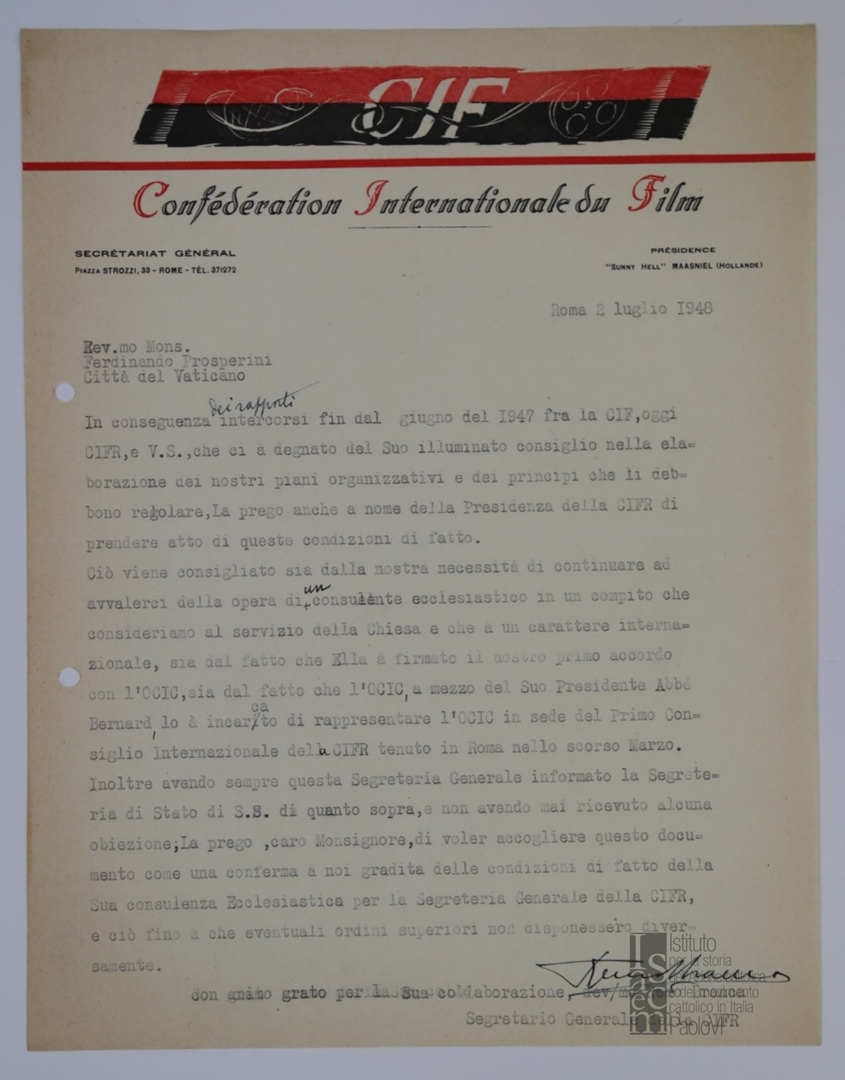 CIF
Confédération Internationale du Film
SECRÉTARIAT GÉNÉRAL
PIAZZA STROZZI, 33 - ROME - TÉL. 371272
PRÉSIDENCE
"SUNNY HELL" MAASNIEL (HOLLANDE)
Roma 2 luglio 1948
Rev.mo Mons.
Ferdinando Prosperini
Città del Vaticano
dei rapporti
In conseguenza intercorsi fin dal giugno del 1947 fra la CIF,oggi
CIFR,e V.S.,che ci à degnato del Suo illuminato consiglio nella ela=
borazione dei nostri piani organizzativi e dei principi che li deb=
bono regolare,La prego anche a nome della Presidenza della CIFR di
prendere atto di queste condizioni di fatto.
Ciò viene consigliato sia dalla nostra necessità di continuare ad
avvalerci della opera di un consulente ecclesiastico in un compito che
consideriamo al servizio della Chiesa e che à un carattere interna=
zionale, sia dal fatto che Ella à firmato il nostro primo accordo
con l'OCIC,sia dal fatto che l'OCIC, a mezzo del Suo Presidente Abbé
Bernard, lo à incaricato di rappresentare l'OCIC in sede del Primo Con=
siglio Internazionale della CIFR tenuto in Roma nello scorso Marzo.
Inoltre avendo sempre questa Segreteria Generale informato la Segrete=
ria di Stato di S.S. di quanto sopra,e non avendo mai ricevuto alcuna
obiezione;La prego ,caro Monsignore,di voler accogliere questo docu=
mento come una conferma a noi gradita delle condizioni di fatto della
Sua consulenza Ecclesiastica per la Segreteria Generale della CIFR,
e ciò fino a che eventuali ordini superiori non disponessero diver=
samente.
Con animo grato per la Sua collaborazione,
Segretario Generale della CIFR
Istituto
per la storia
dell'Azione cattolica
e del movimento
cattolico in Italia
Paolo VI